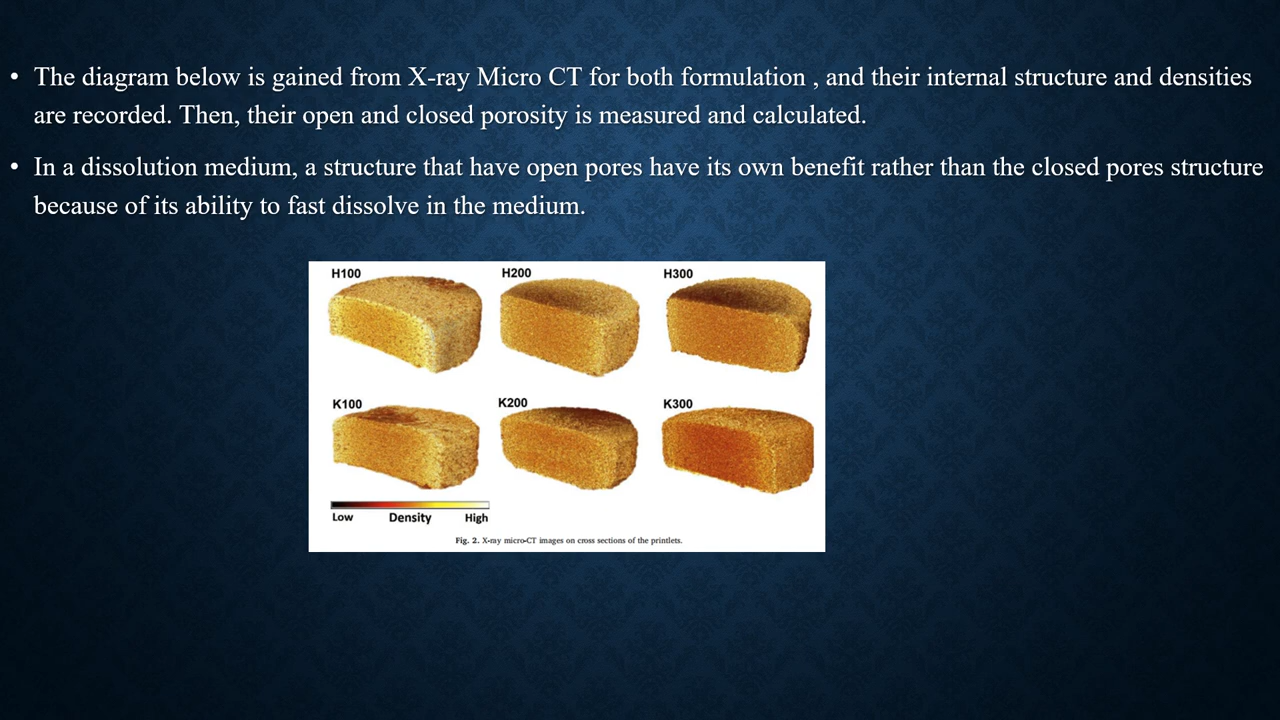 • The diagram below is gained from X-ray Micro CT for both formulation , and their internal structure and densities
are recorded. Then, their open and closed porosity is measured and calculated.
• In a dissolution medium, a structure that have open pores have its own benefit rather than the closed pores structure
because of its ability to fast dissolve in the medium.
H100 H200 H300
K100 K200 K300
Low Density High
Fig. 2. X-ray micro-CT images on cross sections of the printlets.